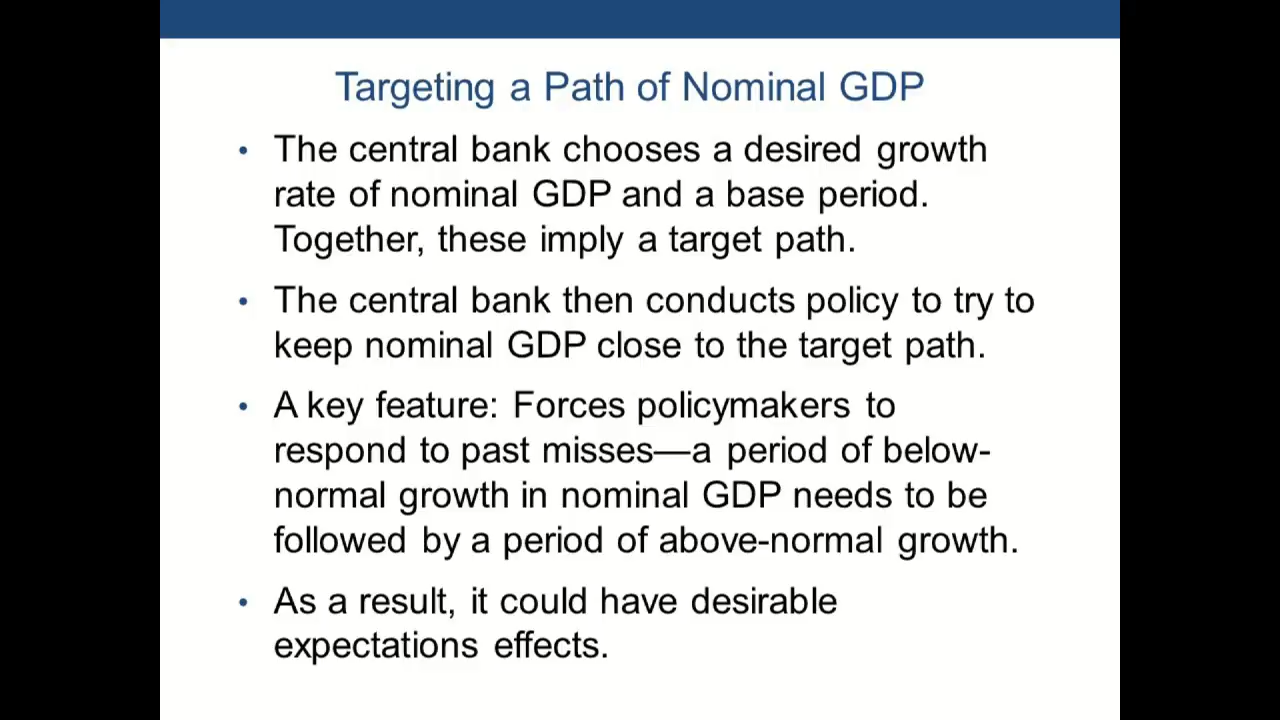 Targeting a Path of Nominal GDP
• The central bank chooses a desired growth
rate of nominal GDP and a base period.
Together, these imply a target path.
• The central bank then conducts policy to try to
keep nominal GDP close to the target path.
• A key feature: Forces policymakers to
respond to past misses—a period of below-
normal growth in nominal GDP needs to be
followed by a period of above-normal growth.
• As a result, it could have desirable
expectations effects.